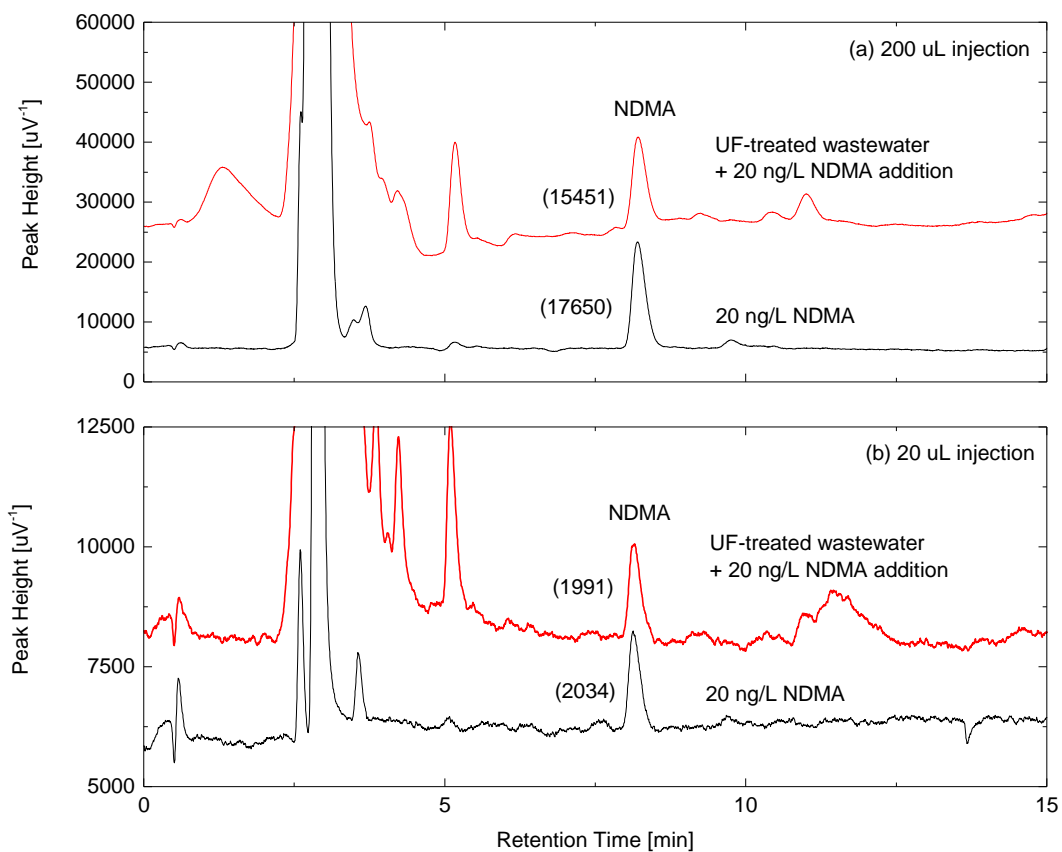 60000
50000
40000
30000
20000
10000
0
Peak Height [uV⁻¹]
(a) 200 uL injection
NDMA
UF-treated wastewater
+ 20 ng/L NDMA addition
(15451)
(17650)
20 ng/L NDMA
12500
10000
7500
5000
Peak Height [uV⁻¹]
(b) 20 uL injection
NDMA
UF-treated wastewater
+ 20 ng/L NDMA addition
(1991)
(2034)
20 ng/L NDMA
0 5 10 15
Retention Time [min]